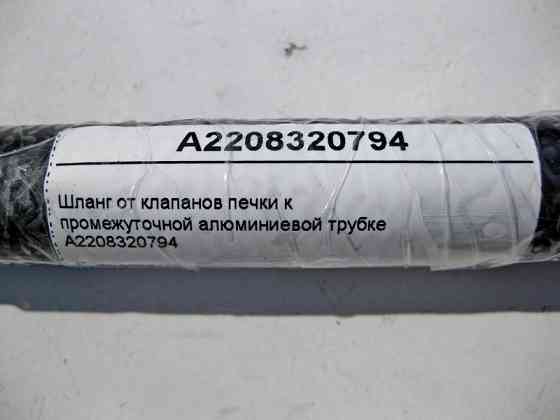 A2208320794
Шланг от клапанов печки к
промежуточной алюминиевой трубке
A2208320794